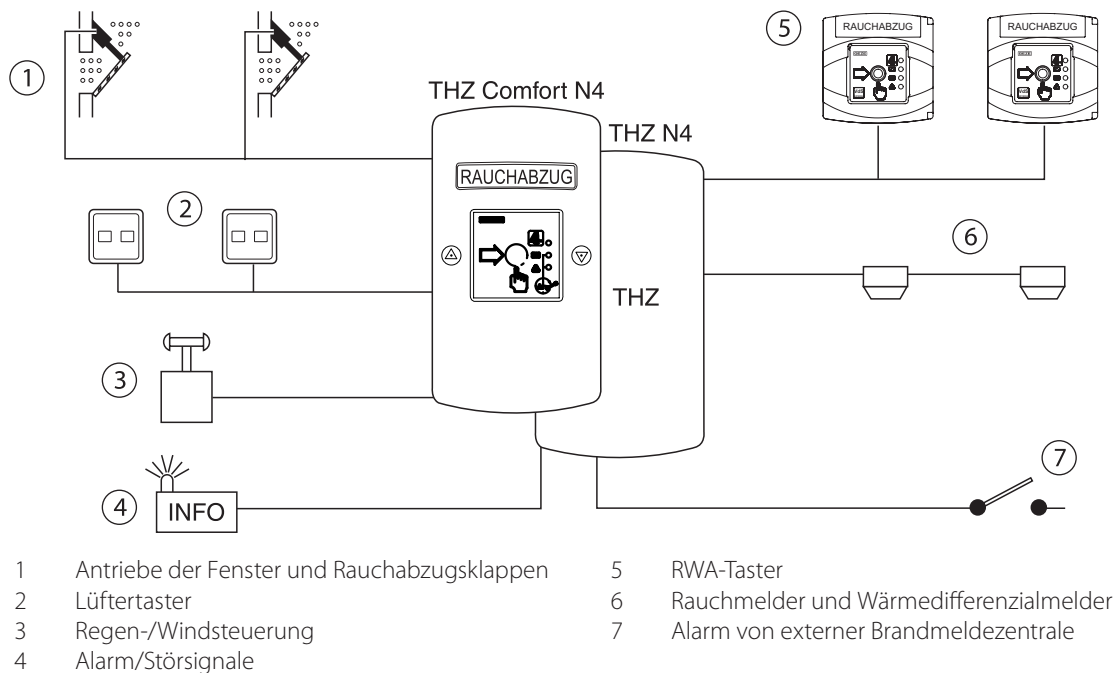 1
RAUCHABZUG
RAUCHABZUG
5
THZ Comfort N4
THZ N4
RAUCHABZUG
2
6
THZ
3
7
4
INFO
1 Antriebe der Fenster und Rauchabzugsklappen
2 Lüftertaster
3 Regen-/Windsteuerung
4 Alarm/Störsignale
5 RWA-Taster
6 Rauchmelder und Wärmedifferenzialmelder
7 Alarm von externer Brandmeldezentrale